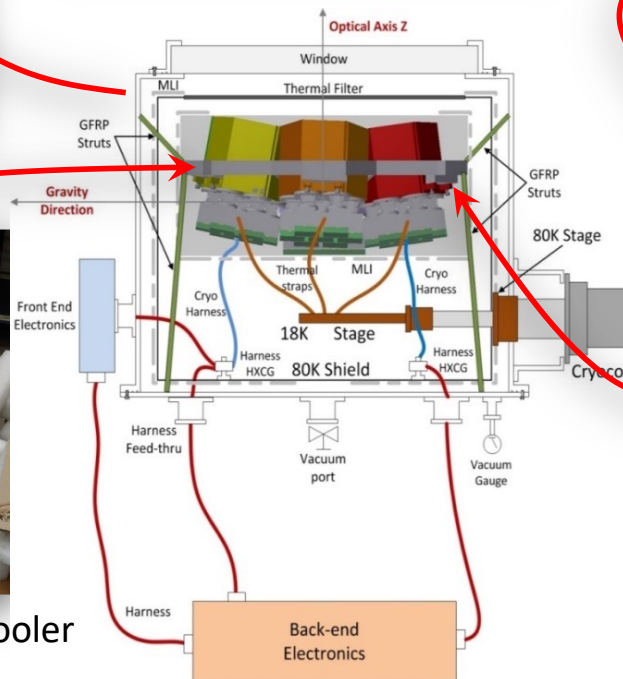 Optical Axis Z
Window
MLI
Thermal Filter
GFRP
Struts
GFRP
Struts
Gravity
Direction
80K Stage
Front End
Electronics
Cryo
Harness
Thermal
straps
MLI
Cryo
Harness
18K Stage
Harness
HXCG
80K Shield
Harness
HXCG
Cryoco
Harness
Feed-thru
Vacuum
port
Vacuum
Gauge
Harness
ooler
Back-end
Electronics